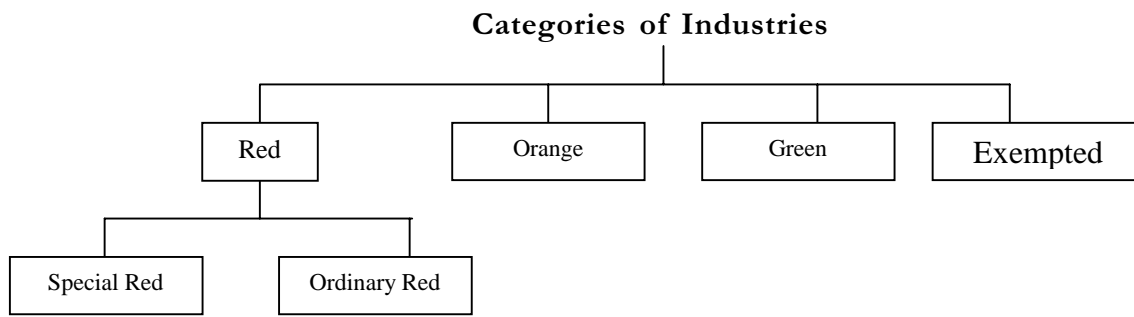 Categories of Industries
Red
Orange
Green
Exempted
Special Red
Ordinary Red